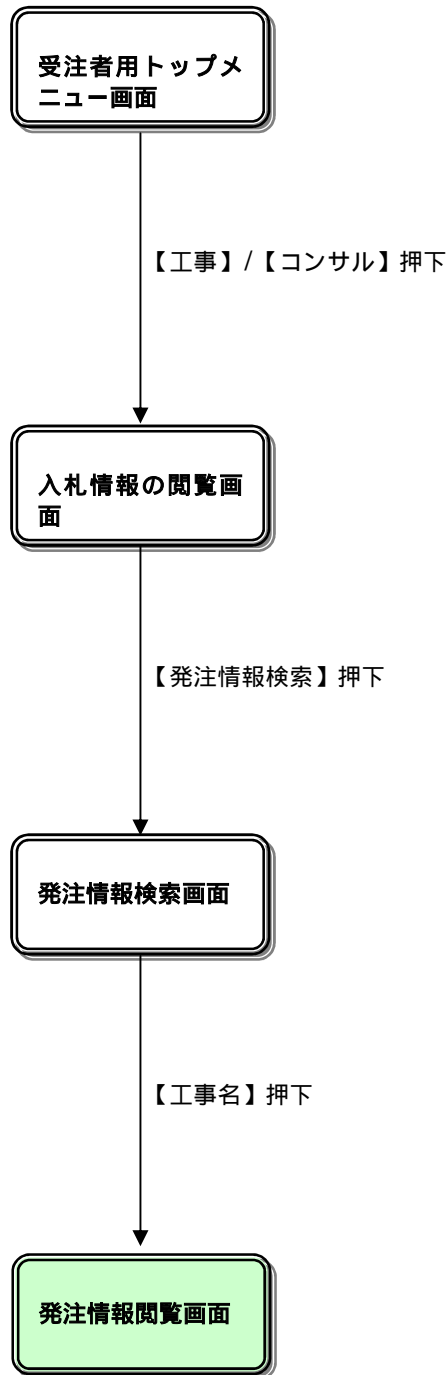 受注者用トップメ
ニュー画面
【工事】/【コンサル】押下
入札情報の閲覧画
面
【発注情報検索】押下
発注情報検索画面
【工事名】押下
発注情報閲覧画面